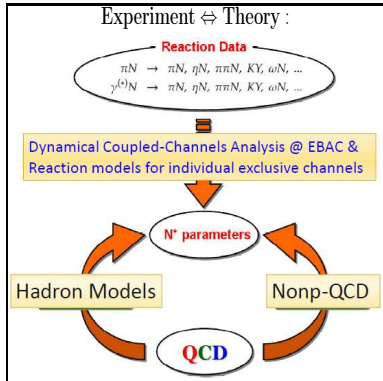 Experiment ⇔ Theory :
Reaction Data
πN → πN, ηN, ππN, KY, ωN, ...
γ(*)N → πN, ηN, ππN, KY, ωN, ...
Dynamical Coupled-Channels Analysis @ EBAC &
Reaction models for individual exclusive channels
N* parameters
Hadron Models
Nonp-QCD
QCD